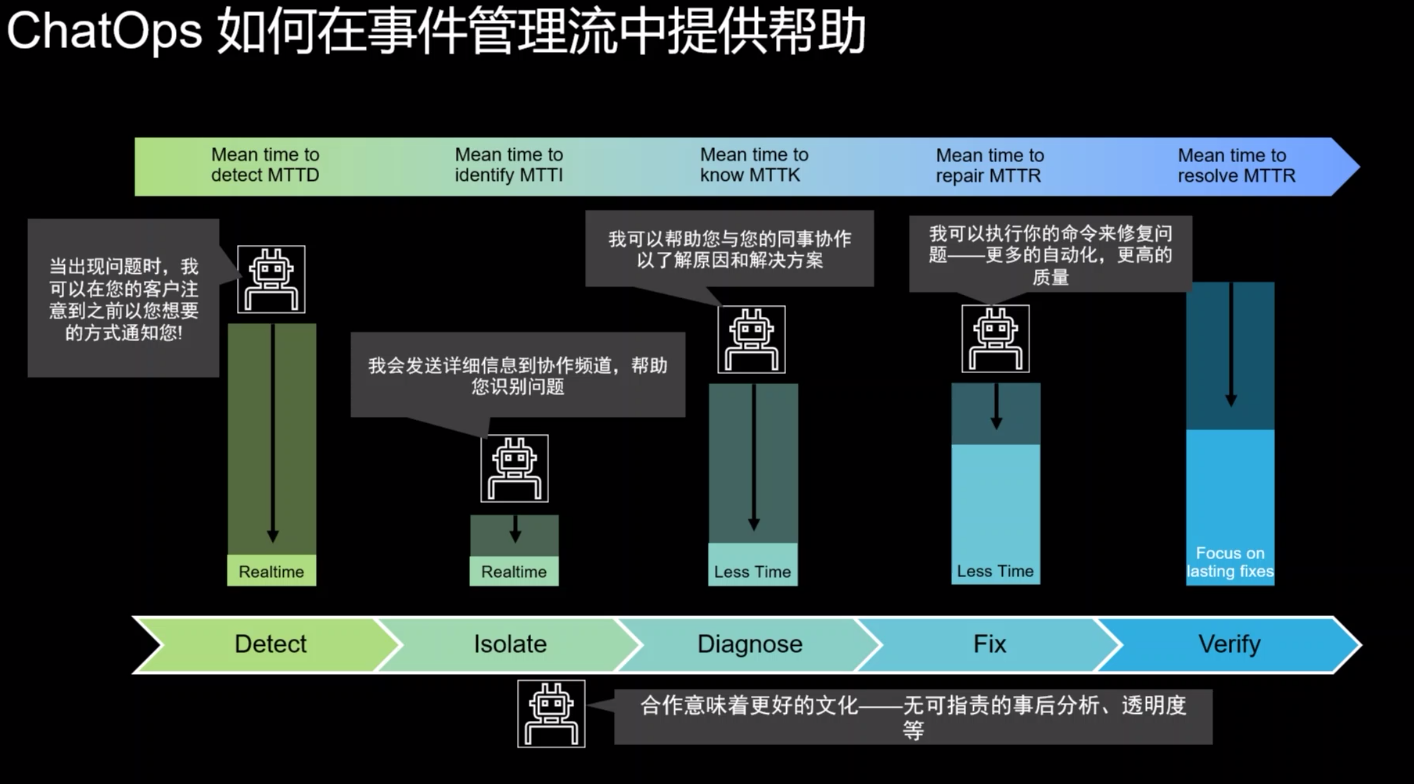 ChatOps 如何在事件管理流中提供帮助
Mean time to
detect MTTD
Mean time to
identify MTTI
Mean time to
know MTTK
Mean time to
repair MTTR
Mean time to
resolve MTTR
当出现问题时，我
可以在您的客户注
意到之前以您想要
的方式通知您!
我会发送详细信息到协作频道，帮助
您识别问题
我可以帮助您与您的同事协作
以了解原因和解决方案
我可以执行你的命令来修复问
题——更多的自动化，更高的
质量
Realtime
Realtime
Less Time
Less Time
Focus on
lasting fixes
Detect
Isolate
Diagnose
Fix
Verify
合作意味着更好的文化——无可指责的事后分析、透明度
等